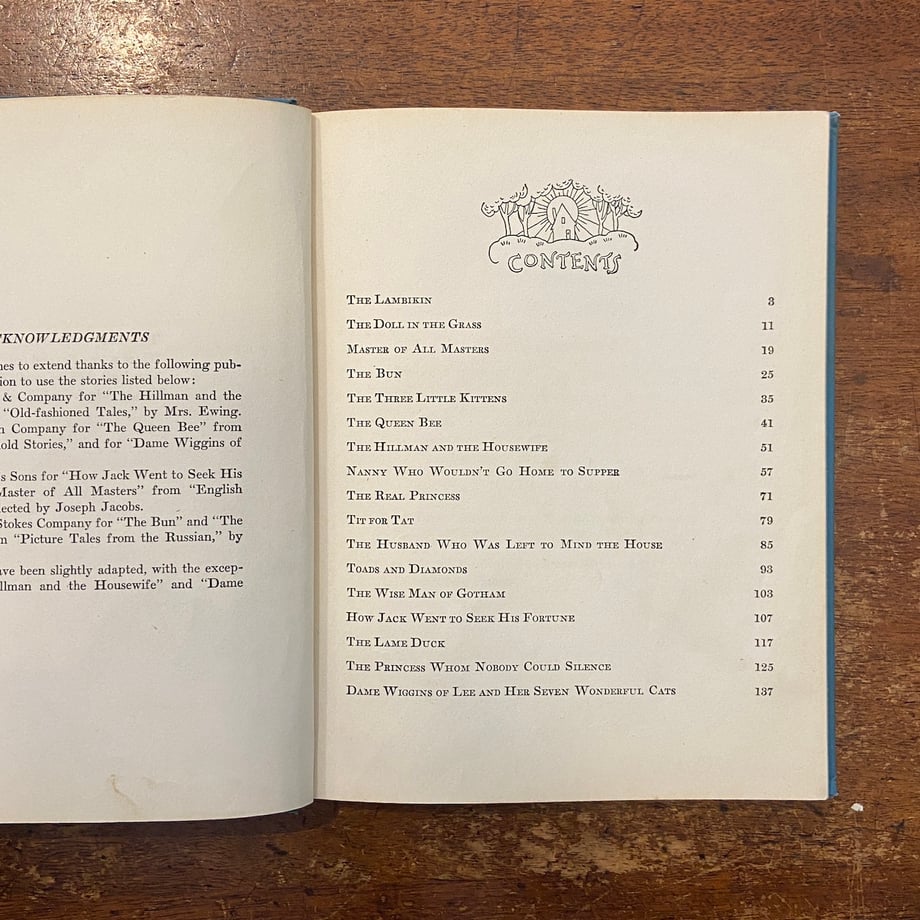 KNOWLEDGMENTS
to extend thanks to the following pub-
to use the stories listed below:
& Company for "The Hillman and the
"Old-fashioned Tales," by Mrs. Ewing.
Company for "The Queen Bee" from
Stories," and for "Dame Wiggins of
Sons for "How Jack Went to Seek His
Master of All Masters" from "English
by Joseph Jacobs.
Stokes Company for "The Bun" and "The
"Picture Tales from the Russian," by
been slightly adapted, with the excep-
and the Housewife" and "Dame
CONTENTS
The Lambikin 3
The Doll in the Grass 11
Master of All Masters 19
The Bun 25
The Three Little Kittens 35
The Queen Bee 41
The Hillman and the Housewife 51
Nanny Who Wouldn't Go Home to Supper 57
The Real Princess 71
Tit for Tat 79
The Husband Who Was Left to Mind the House 85
Toads and Diamonds 93
The Wise Man of Gotham 103
How Jack Went to Seek His Fortune 107
The Lame Duck 117
The Princess Whom Nobody Could Silence 125
Dame Wiggins of Lee and Her Seven Wonderful Cats 137